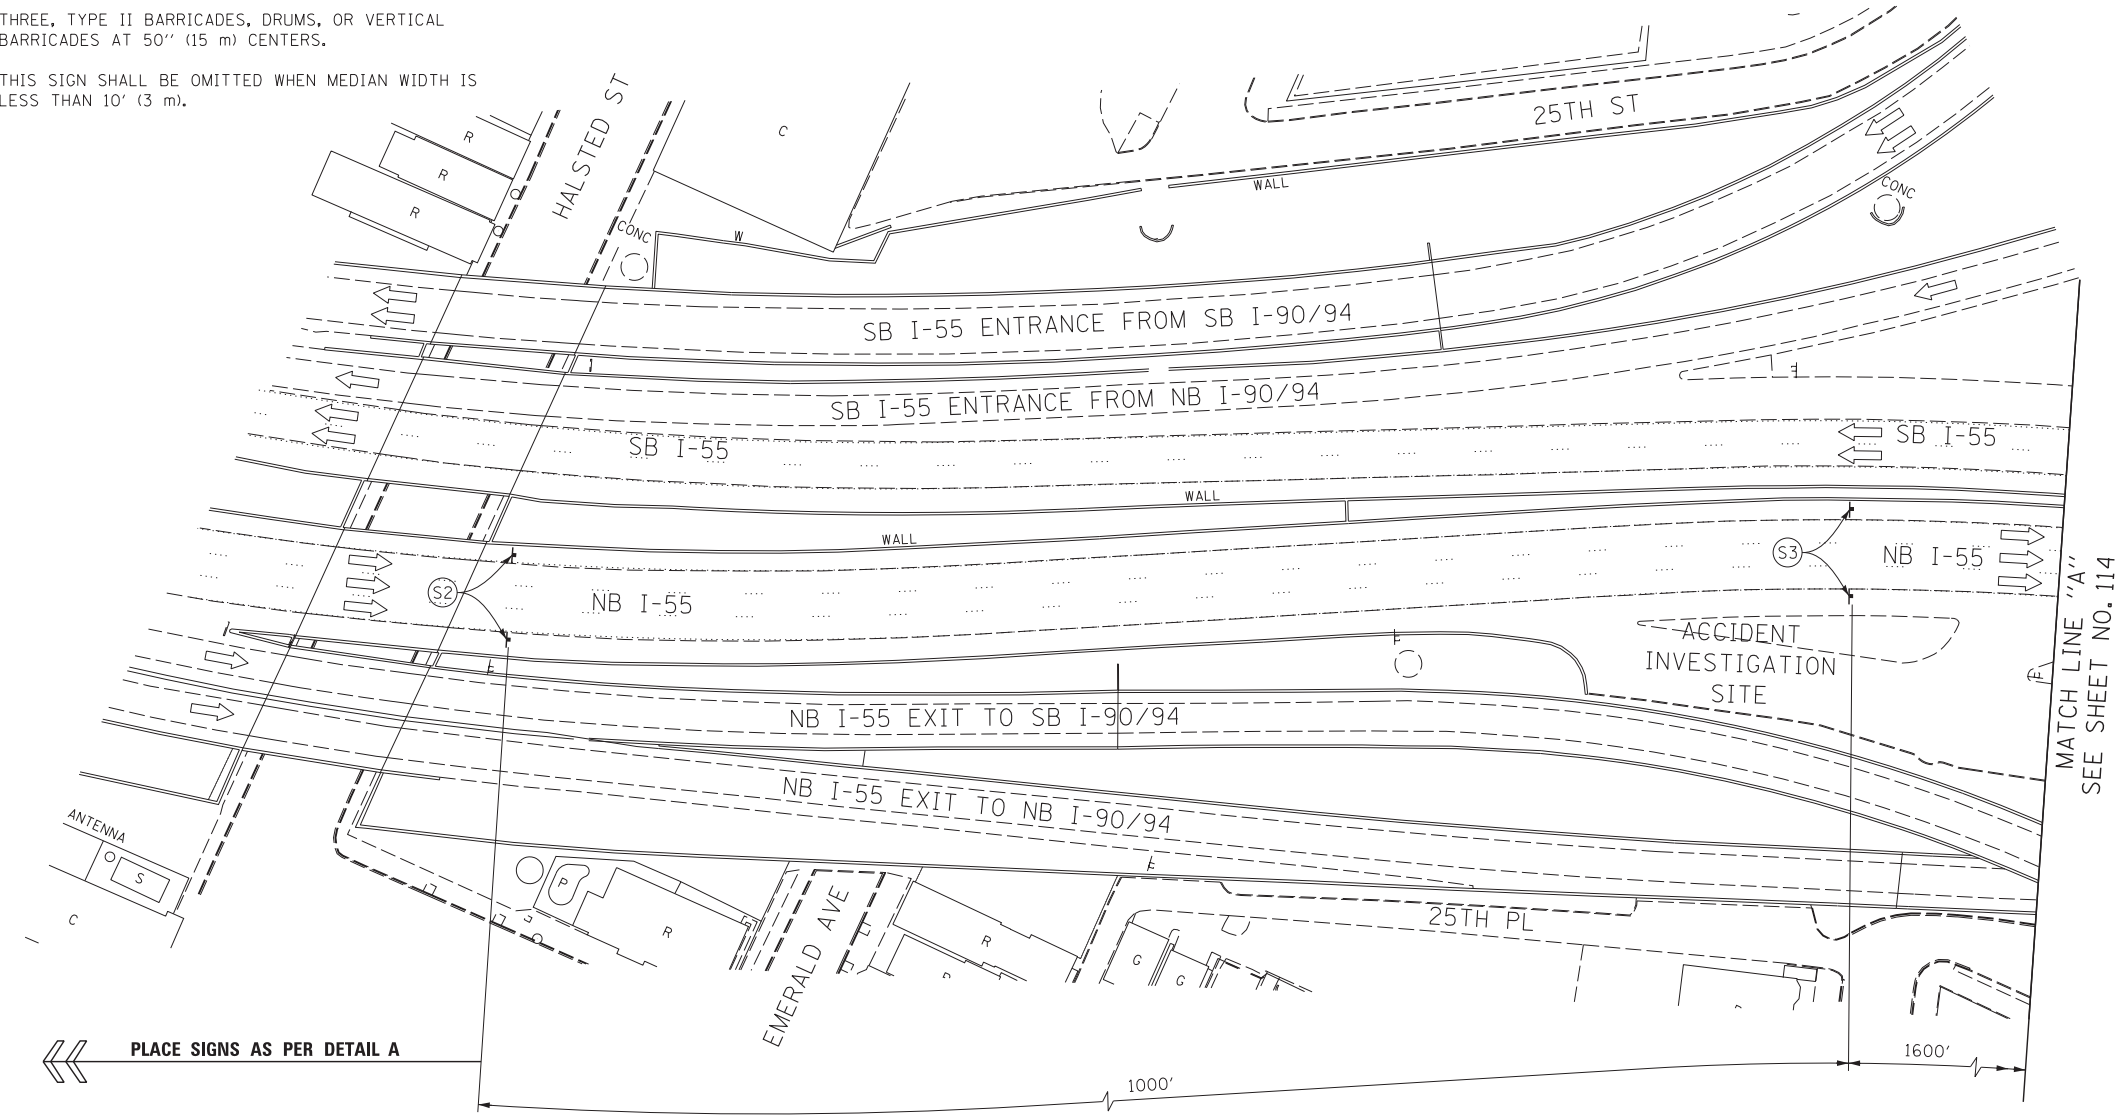 THREE, TYPE II BARRICADES, DRUMS, OR VERTICAL
BARRICADES AT 50'' (15 m) CENTERS.
THIS SIGN SHALL BE OMITTED WHEN MEDIAN WIDTH IS
LESS THAN 10' (3 m).
HALSTED ST
R
R
R
C
25TH ST
WALL
CONC
CONC
W
SB I-55 ENTRANCE FROM SB I-90/94
SB I-55 ENTRANCE FROM NB I-90/94
SB I-55
SB I-55
WALL
WALL
S2
NB I-55
S3
NB I-55
ACCIDENT
INVESTIGATION
SITE
MATCH LINE "A"
SEE SHEET NO. 114
NB I-55 EXIT TO SB I-90/94
NB I-55 EXIT TO NB I-90/94
ANTENNA
S
C
P
R
EMERALD AVE
R
G
G
25TH PL
PLACE SIGNS AS PER DETAIL A
1000'
1600'